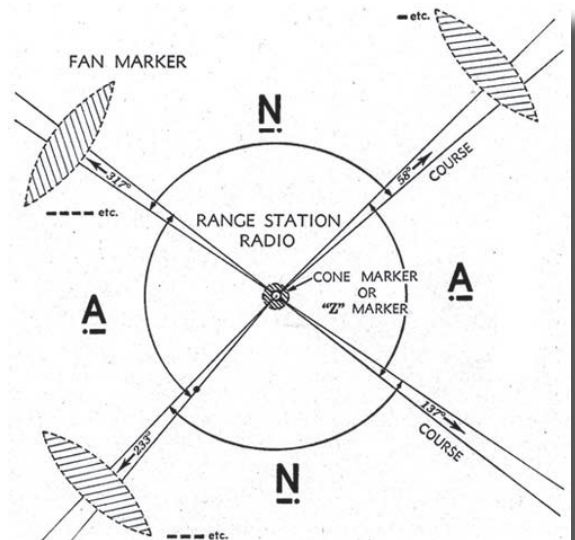 etc.
FAN MARKER
N
58°
COURSE
317°
etc.
RANGE STATION
RADIO
CONE MARKER
OR
"Z" MARKER
A
A
137°
COURSE
233°
N
etc.